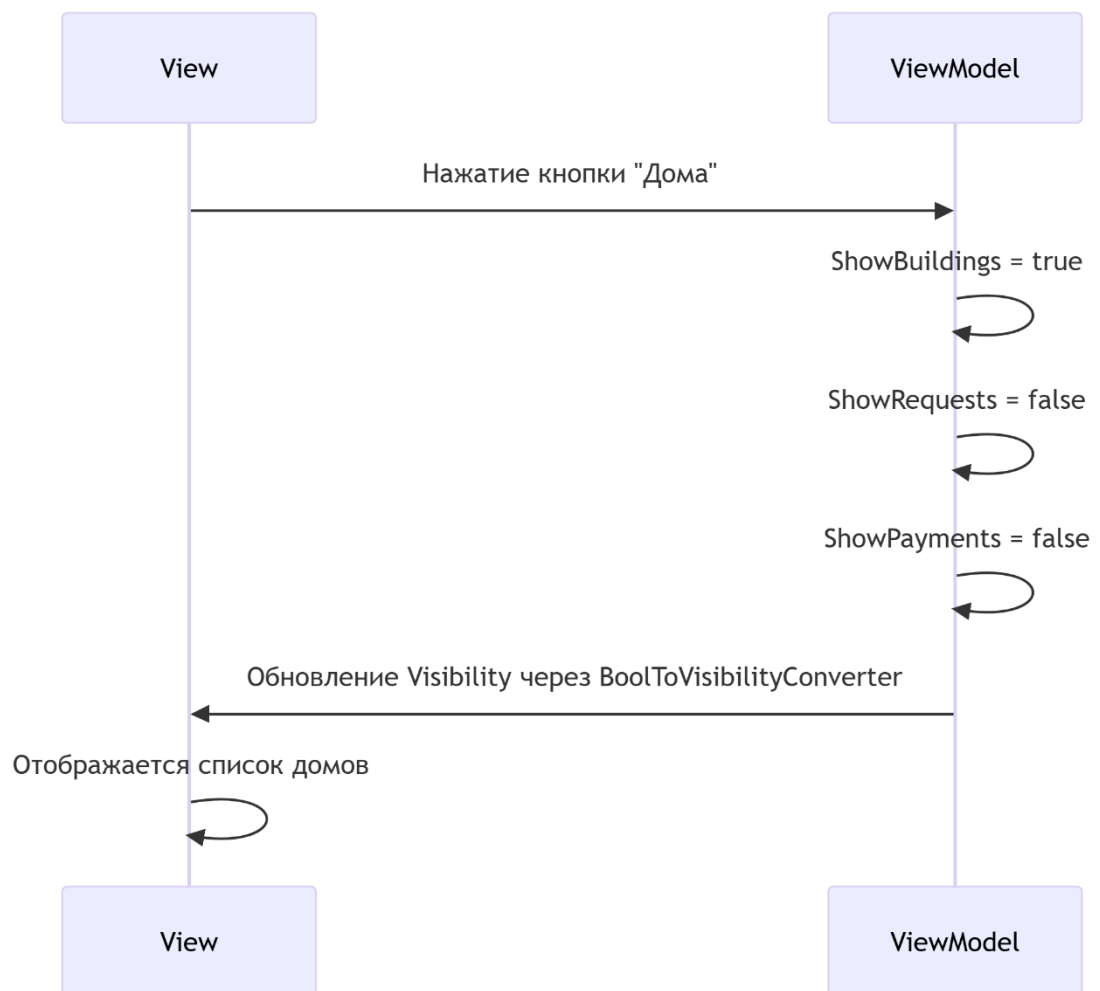 View
ViewModel
Нажатие кнопки "Дома"
ShowBuildings = true
ShowRequests = false
ShowPayments = false
Обновление Visibility через BoolToVisibilityConverter
Отображается список домов
View
ViewModel